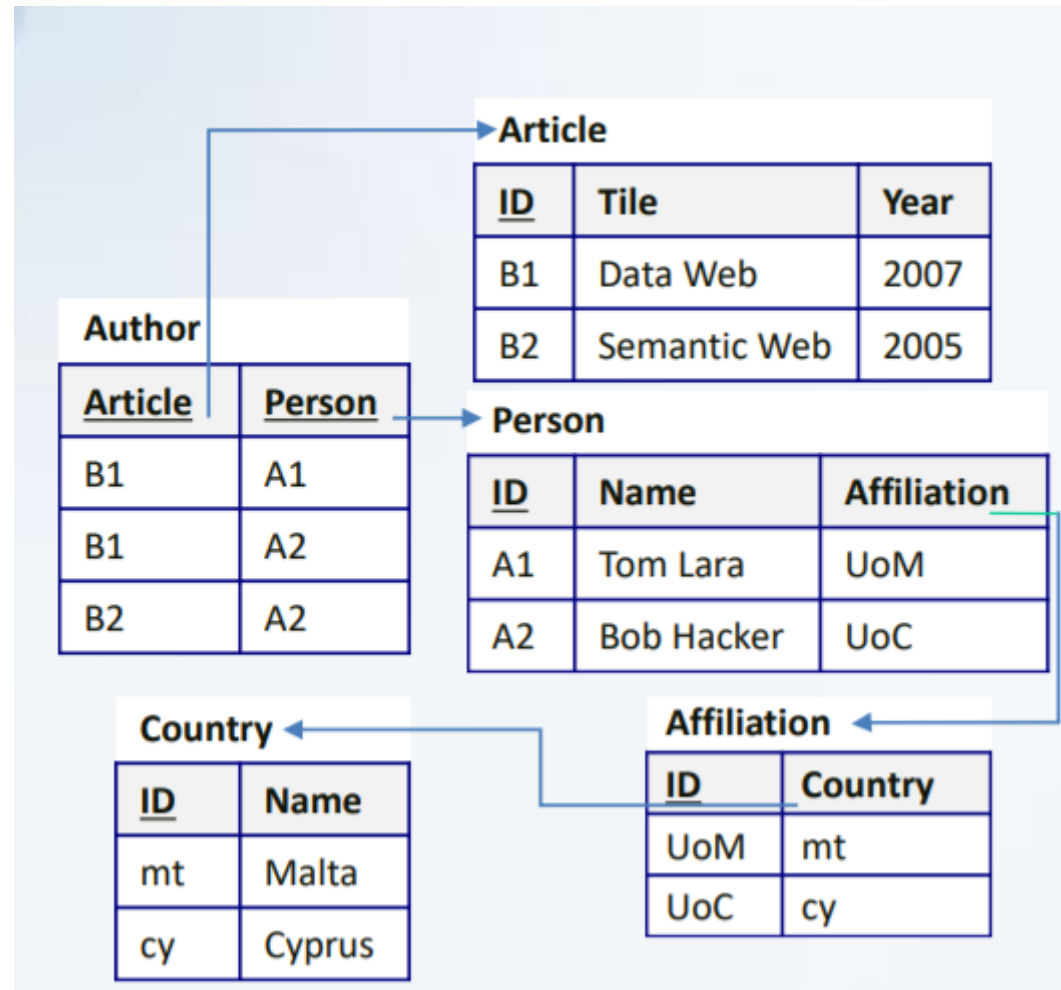 Article
ID Tile Year
B1 Data Web 2007
B2 Semantic Web 2005
Author
Article Person
B1 A1
B1 A2
B2 A2
Person
ID Name Affiliation
A1 Tom Lara UoM
A2 Bob Hacker UoC
Country
ID Name
mt Malta
cy Cyprus
Affiliation
ID Country
UoM mt
UoC cy